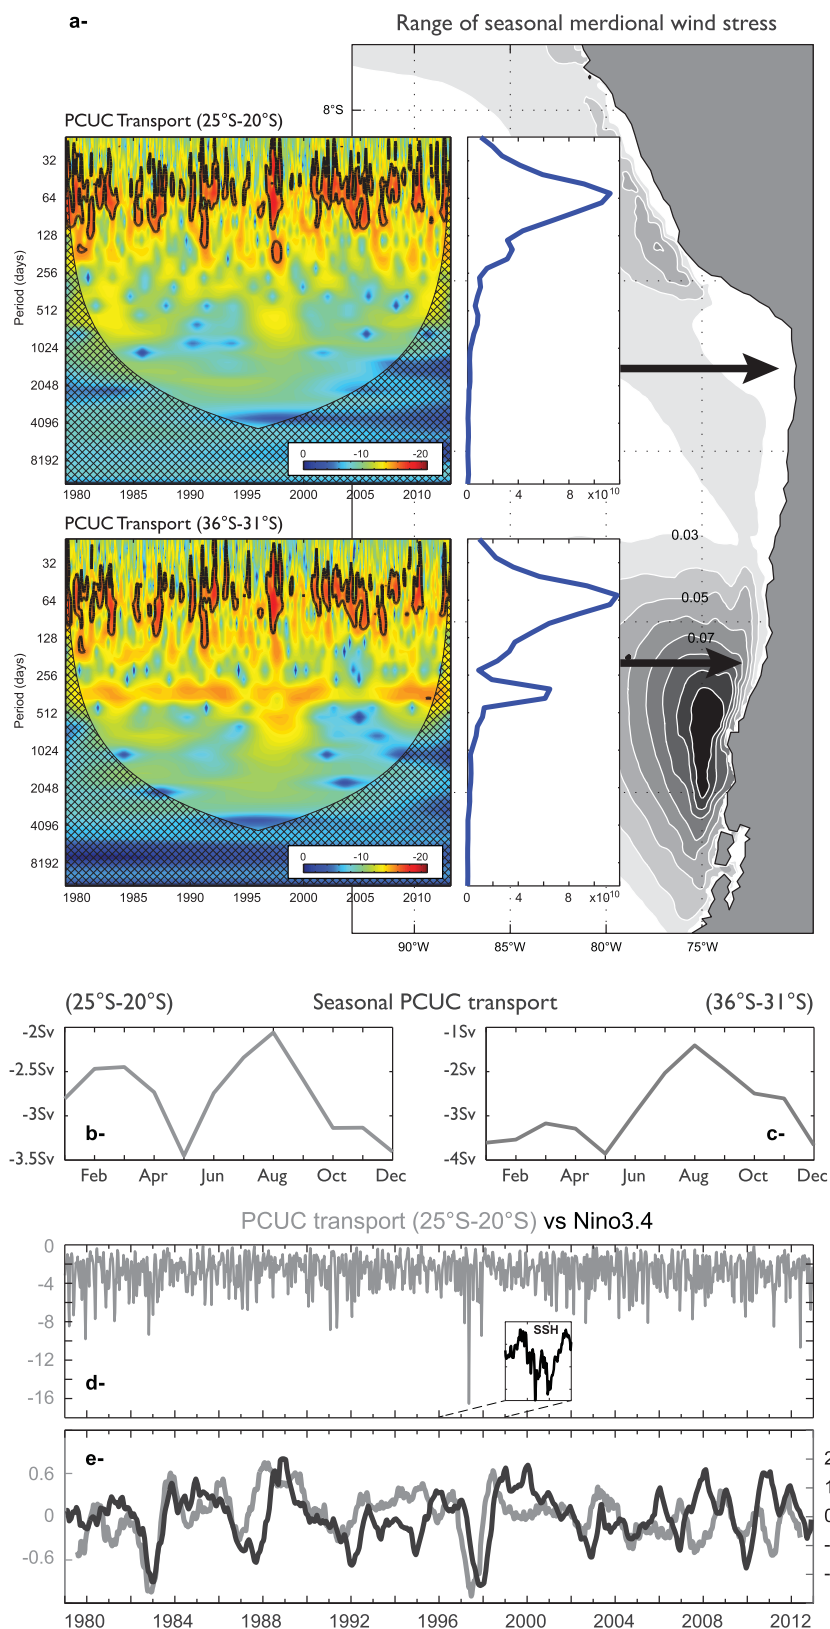 a-
Range of seasonal merdional wind stress
8°S
PCUC Transport (25°S-20°S)
32
64
128
256
512
1024
2048
4096
8192
Period (days)
0 -10 -20
1980 1985 1990 1995 2000 2005 2010
0 4 8 x10^10
PCUC Transport (36°S-31°S)
0.03
0.05
0.07
32
64
128
256
512
1024
2048
4096
8192
Period (days)
0 -10 -20
1980 1985 1990 1995 2000 2005 2010
0 4 8 x10^10
90°W 85°W 80°W 75°W
(25°S-20°S) Seasonal PCUC transport (36°S-31°S)
-2Sv
-2.5Sv
-3Sv
-3.5Sv
b-
Feb Apr Jun Aug Oct Dec
-1Sv
-2Sv
-3Sv
-4Sv
c-
Feb Apr Jun Aug Oct Dec
PCUC transport (25°S-20°S) vs Nino3.4
0
-4
-8
-12
-16
SSH
d-
e-
0.6
0
-0.6
1980 1984 1988 1992 1996 2000 2004 2008 2012